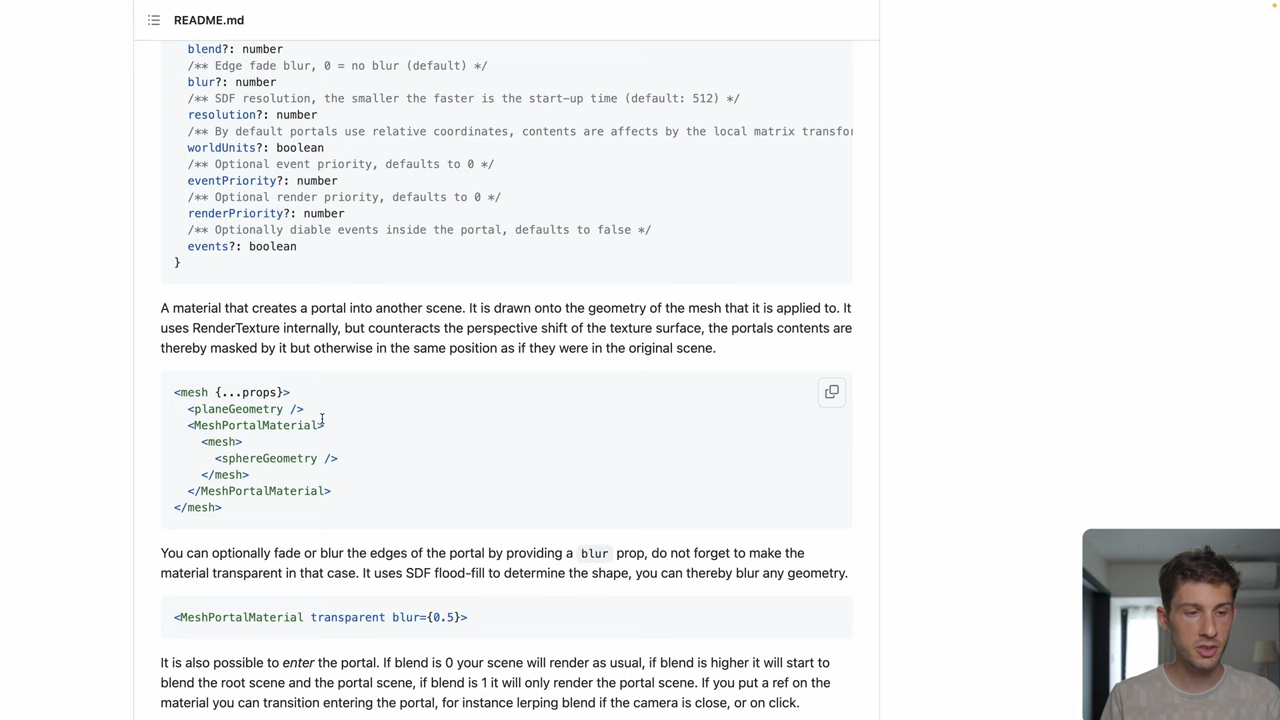 README.md
blend?: number
/** Edge fade blur, 0 = no blur (default) */
blur?: number
/** SDF resolution, the smaller the faster is the start-up time (default: 512) */
resolution?: number
/** By default portals use relative coordinates, contents are affects by the local matrix transfor
worldUnits?: boolean
/** Optional event priority, defaults to 0 */
eventPriority?: number
/** Optional render priority, defaults to 0 */
renderPriority?: number
/** Optionally diable events inside the portal, defaults to false */
events?: boolean
}
A material that creates a portal into another scene. It is drawn onto the geometry of the mesh that it is applied to. It
uses RenderTexture internally, but counteracts the perspective shift of the texture surface, the portals contents are
thereby masked by it but otherwise in the same position as if they were in the original scene.
<mesh {...props}>
<planeGeometry />
<MeshPortalMaterial>
<mesh>
<sphereGeometry />
</mesh>
</MeshPortalMaterial>
</mesh>
You can optionally fade or blur the edges of the portal by providing a blur prop, do not forget to make the
material transparent in that case. It uses SDF flood-fill to determine the shape, you can thereby blur any geometry.
<MeshPortalMaterial transparent blur={0.5}>
It is also possible to enter the portal. If blend is 0 your scene will render as usual, if blend is higher it will start to
blend the root scene and the portal scene, if blend is 1 it will only render the portal scene. If you put a ref on the
material you can transition entering the portal, for instance lerping blend if the camera is close, or on click.